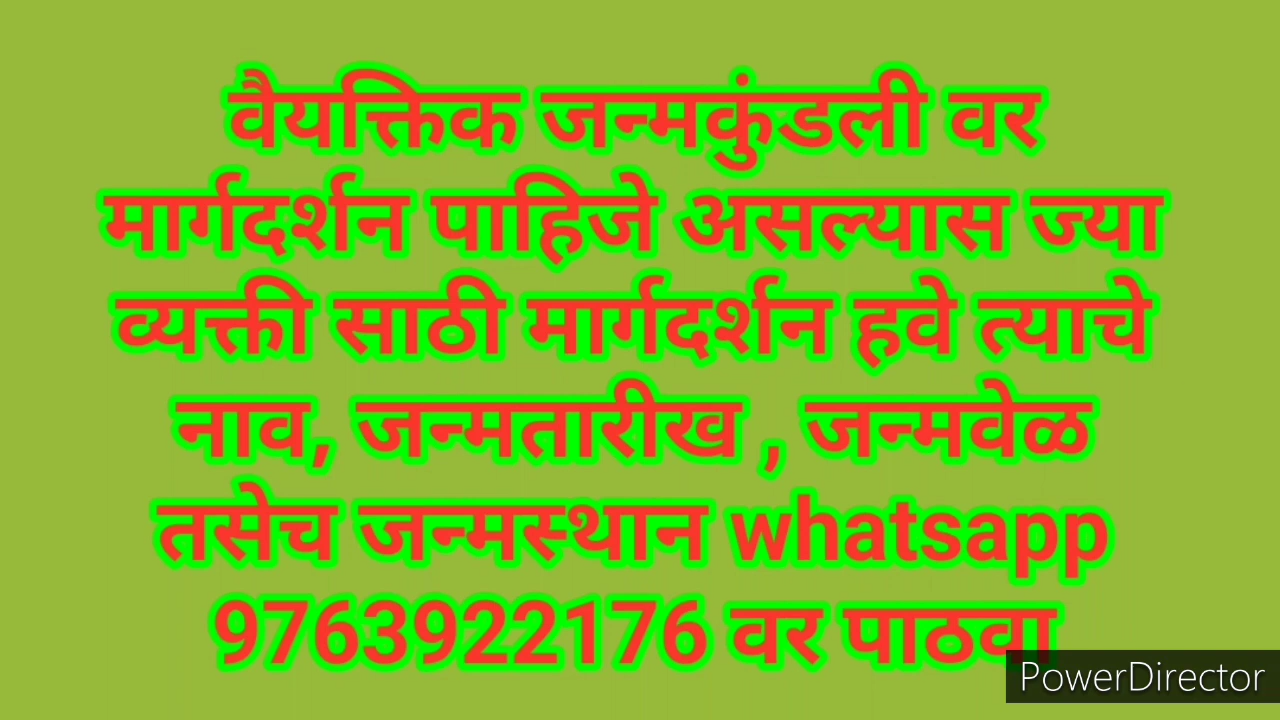 वैयक्तिक जन्मकुंडली वर
मार्गदर्शन पाहिजे असल्यास ज्या
व्यक्ती साठी मार्गदर्शन हवे त्याचे
नाव, जन्मतारीख , जन्मवेळ
तसेच जन्मस्थान whatsapp
9763922176 वर पाठवा
PowerDirector